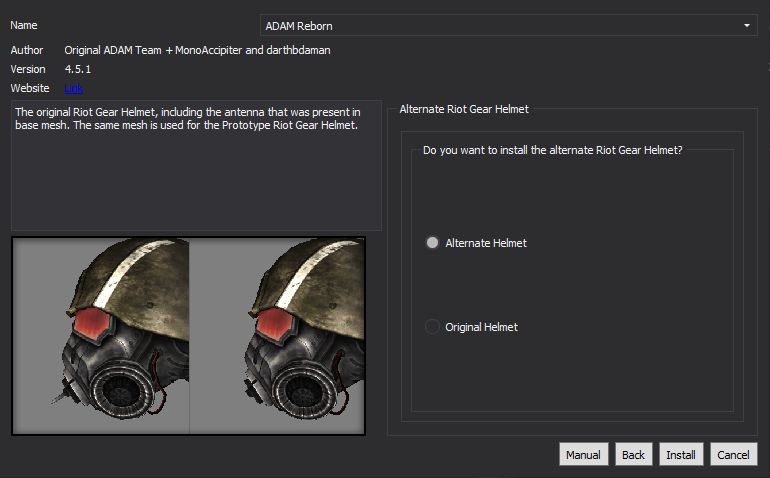 Name
ADAM Reborn
Author Original ADAM Team + MonoAccipiter and darthbdaman
Version 4.5.1
Website Link
The original Riot Gear Helmet, including the antenna that was present in
base mesh. The same mesh is used for the Prototype Riot Gear Helmet.
Alternate Riot Gear Helmet
Do you want to install the alternate Riot Gear Helmet?
Alternate Helmet
Original Helmet
Manual
Back
Install
Cancel